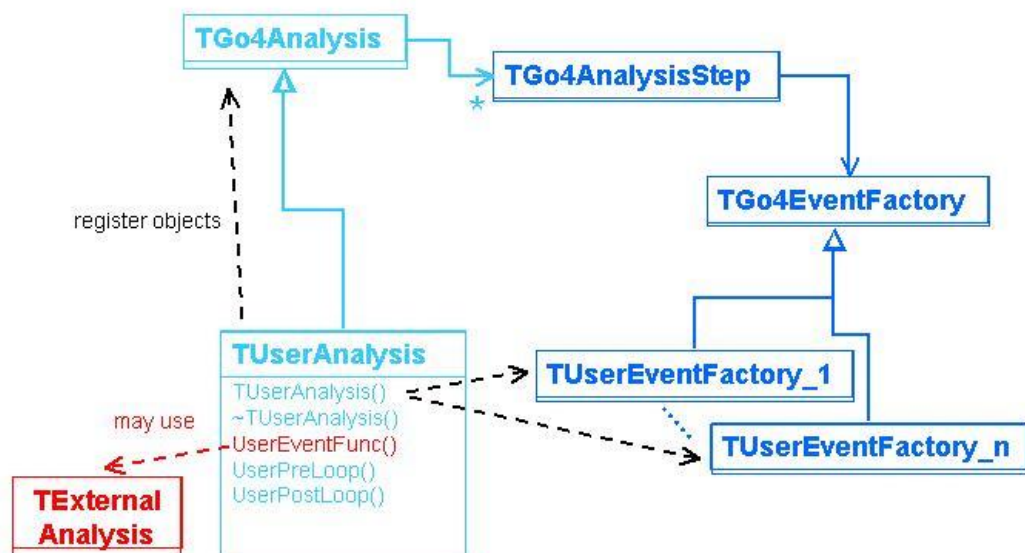 TGo4Analysis
TGo4AnalysisStep
*
TGo4EventFactory
register objects
TUserAnalysis
TUserAnalysis()
~TUserAnalysis()
UserEventFunc()
UserPreLoop()
UserPostLoop()
TUserEventFactory_1
TUserEventFactory_n
may use
TExternal
Analysis